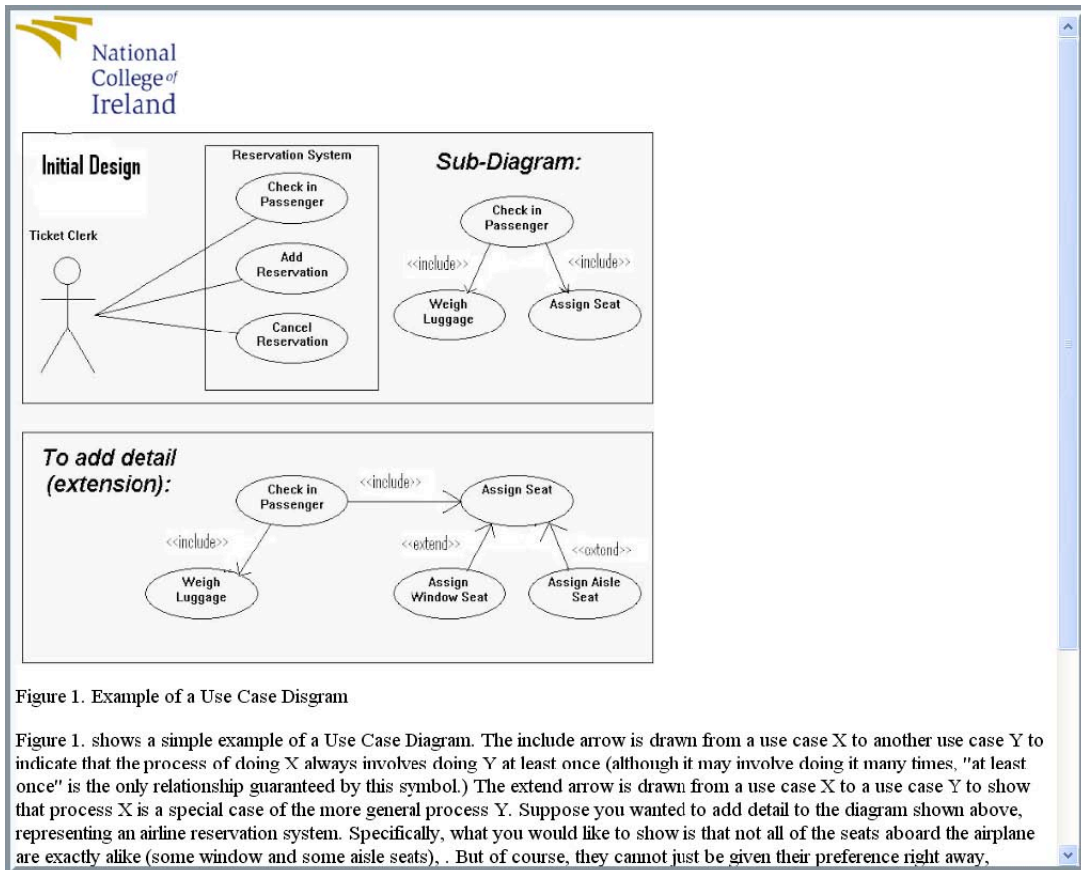 National
College of
Ireland
Initial Design
Reservation System
Sub-Diagram:
Check in
Passenger
Check in
Passenger
Ticket Clerk
<<include>>
<<include>>
Add
Reservation
Weigh
Luggage
Assign Seat
Cancel
Reservation
To add detail
(extension):
Check in
Passenger
<<include>>
Assign Seat
<<include>>
<<extend>>
<<extend>>
Weigh
Luggage
Assign
Window Seat
Assign Aisle
Seat
Figure 1. Example of a Use Case Disgram
Figure 1. shows a simple example of a Use Case Diagram. The include arrow is drawn from a use case X to another use case Y to
indicate that the process of doing X always involves doing Y at least once (although it may involve doing it many times, "at least
once" is the only relationship guaranteed by this symbol.) The extend arrow is drawn from a use case X to a use case Y to show
that process X is a special case of the more general process Y. Suppose you wanted to add detail to the diagram shown above,
representing an airline reservation system. Specifically, what you would like to show is that not all of the seats aboard the airplane
are exactly alike (some window and some aisle seats), . But of course, they cannot just be given their preference right away,